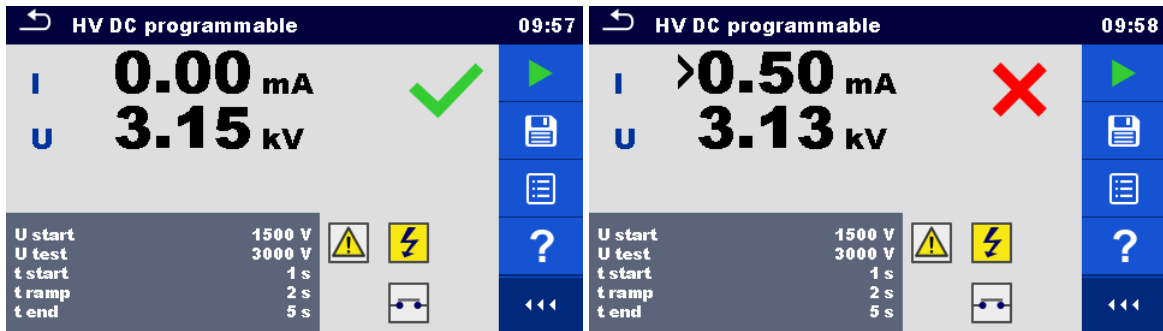 HV DC programmable 09:57
I 0.00 mA
U 3.15 kV
U start 1500 V
U test 3000 V
t start 1 s
t ramp 2 s
t end 5 s
?
HV DC programmable 09:58
I >0.50 mA
U 3.13 kV
U start 1500 V
U test 3000 V
t start 1 s
t ramp 2 s
t end 5 s
?